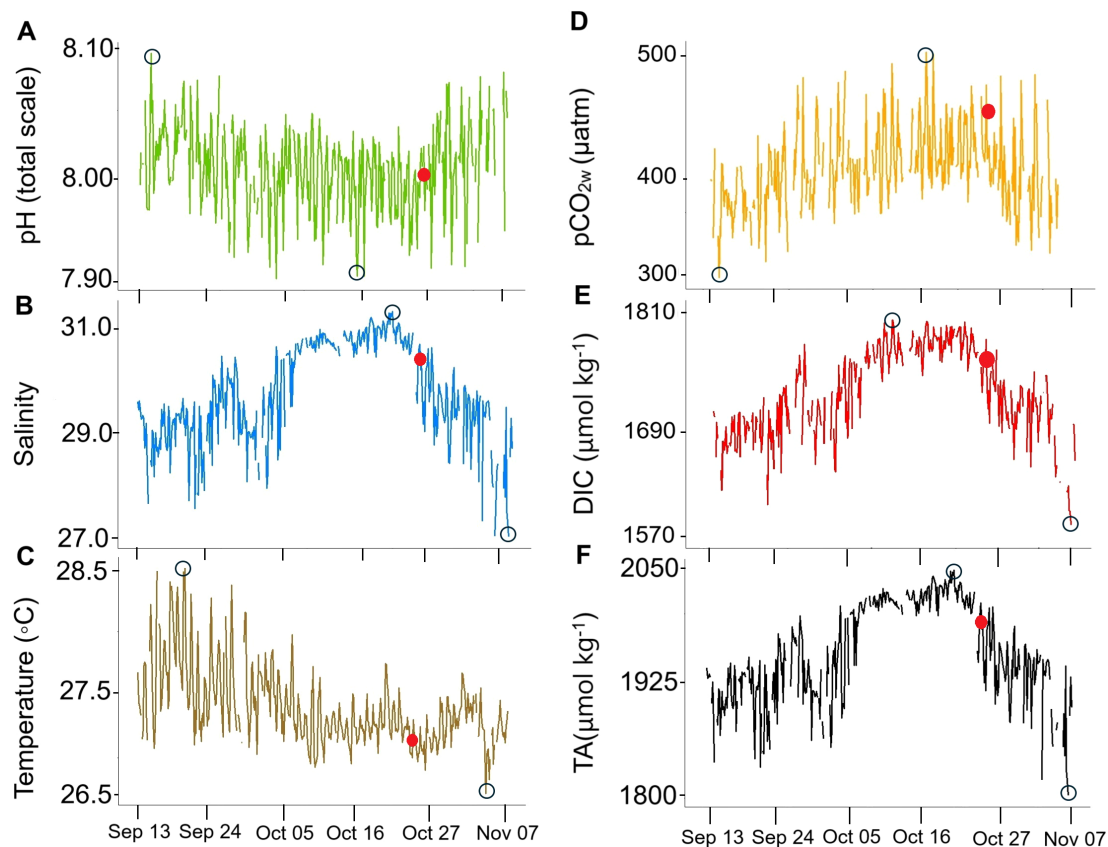 A
pH (total scale)
8.10
8.00
7.90
B
Salinity
31.0
29.0
27.0
C
Temperature (◦C)
28.5
27.5
26.5
Sep 13 Sep 24 Oct 05 Oct 16 Oct 27 Nov 07
D
pCO2w (µatm)
500
400
300
E
DIC (µmol kg-1)
1810
1690
1570
F
TA(µmol kg-1)
2050
1925
1800
Sep 13 Sep 24 Oct 05 Oct 16 Oct 27 Nov 07